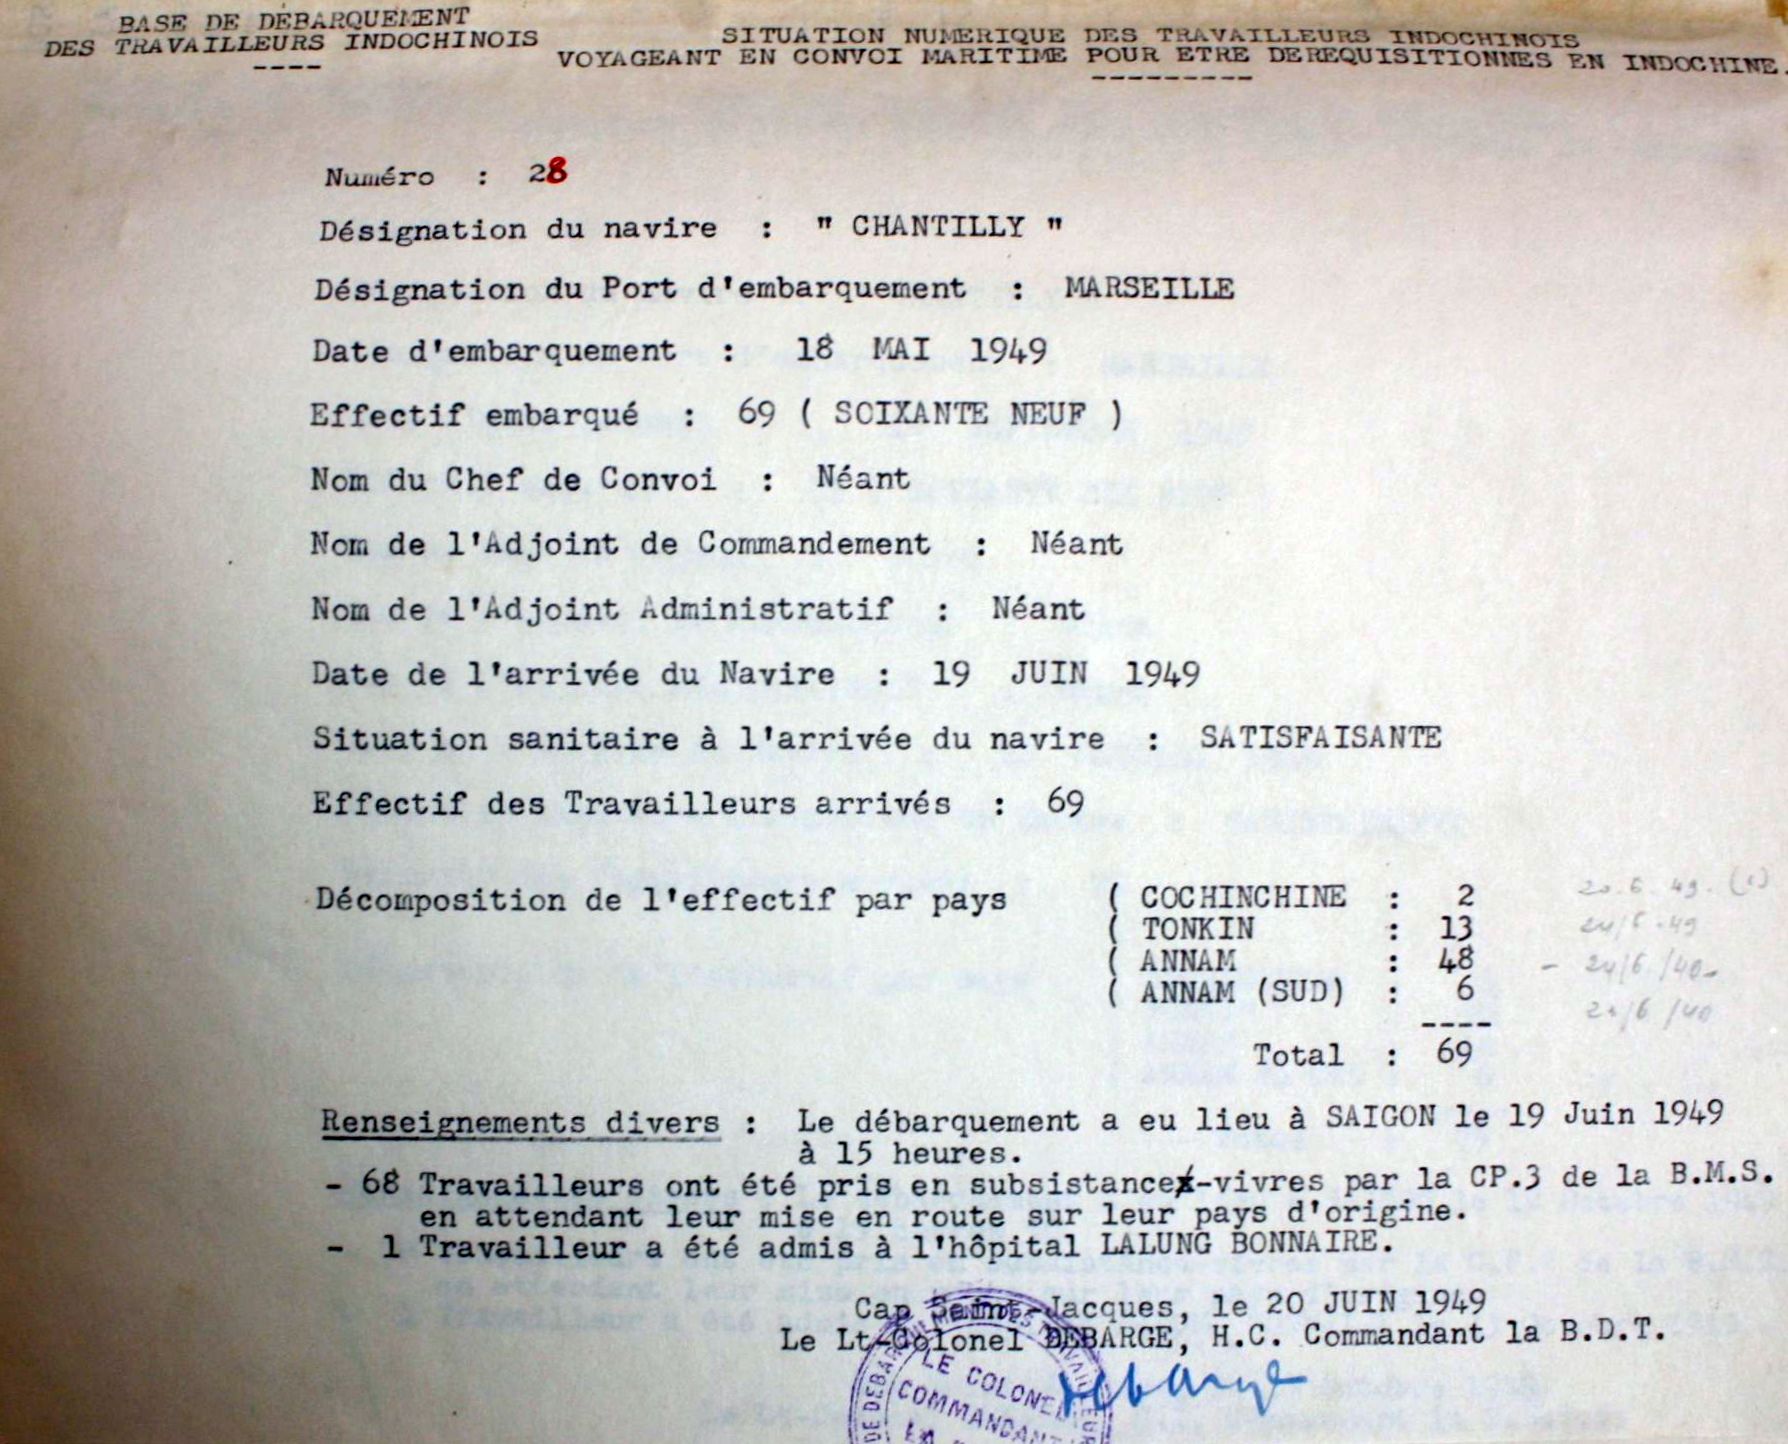 BASE DE DEBARQUEMENT
DES TRAVAILLEURS INDOCHINOIS
----
SITUATION NUMERIQUE DES TRAVAILLEURS INDOCHINOIS
VOYAGEANT EN CONVOI MARITIME POUR ETRE DEREQUISITIONNES EN INDOCHINE.
---------
Numéro : 28
Désignation du navire : " CHANTILLY "
Désignation du Port d'embarquement : MARSEILLE
Date d'embarquement : 18 MAI 1949
Effectif embarqué : 69 ( SOIXANTE NEUF )
Nom du Chef de Convoi : Néant
Nom de l'Adjoint de Commandement : Néant
Nom de l'Adjoint Administratif : Néant
Date de l'arrivée du Navire : 19 JUIN 1949
Situation sanitaire à l'arrivée du navire : SATISFAISANTE
Effectif des Travailleurs arrivés : 69
Décomposition de l'effectif par pays ( COCHINCHINE : 2
( TONKIN : 13
( ANNAM : 48
( ANNAM (SUD) : 6
----
Total : 69
Renseignements divers : Le débarquement a eu lieu à SAIGON le 19 Juin 1949
à 15 heures.
- 68 Travailleurs ont été pris en subsistance-vivres par la CP.3 de la B.M.S.
en attendant leur mise en route sur leur pays d'origine.
- 1 Travailleur a été admis à l'hôpital LALUNG BONNAIRE.
Cap Saint-Jacques, le 20 JUIN 1949
Le Lt-Colonel DEBARGE, H.C. Commandant la B.D.T.
Debarge
LE COLONEL
COMMANDANT
LA